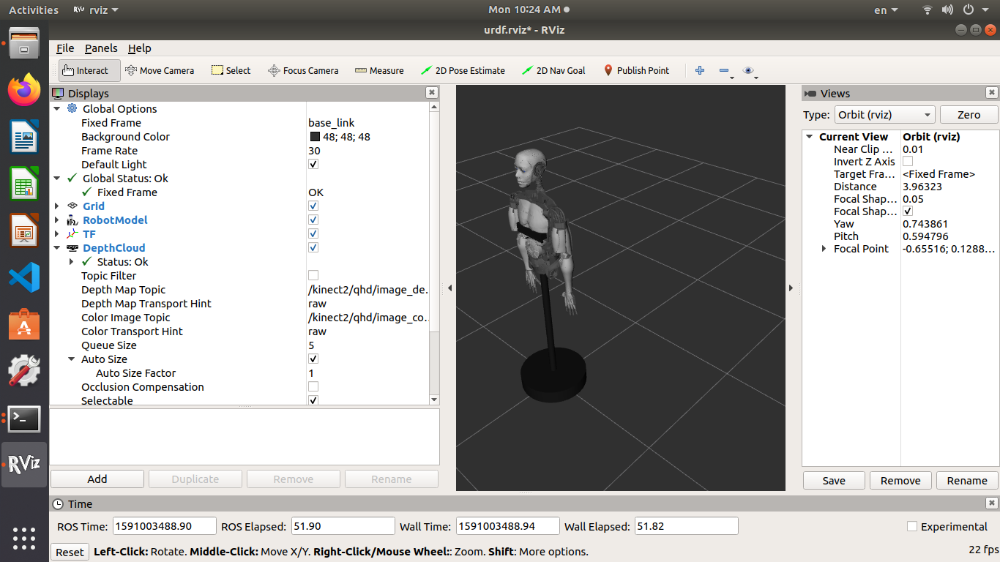 Activities rviz Mon 10:24 AM en
urdf.rviz* - RViz
File Panels Help
Interact Move Camera Select Focus Camera Measure 2D Pose Estimate 2D Nav Goal Publish Point
Displays
Global Options
Fixed Frame base_link
Background Color 48; 48; 48
Frame Rate 30
Default Light
Global Status: Ok
Fixed Frame OK
Grid
RobotModel
TF
DepthCloud
Status: Ok
Topic Filter
Depth Map Topic /kinect2/qhd/image_de...
Depth Map Transport Hint raw
Color Image Topic /kinect2/qhd/image_co...
Color Transport Hint raw
Queue Size 5
Auto Size
Auto Size Factor 1
Occlusion Compensation
Selectable
Add Duplicate Remove Rename
Views
Type: Orbit (rviz) Zero
Current View Orbit (rviz)
Near Clip ... 0.01
Invert Z Axis
Target Fra... <Fixed Frame>
Distance 3.96323
Focal Shap... 0.05
Focal Shap...
Yaw 0.743861
Pitch 0.594796
Focal Point -0.65516; 0.1288...
Save Remove Rename
RViz
Time
ROS Time: 1591003488.90 ROS Elapsed: 51.90 Wall Time: 1591003488.94 Wall Elapsed: 51.82 Experimental
Reset Left-Click: Rotate. Middle-Click: Move X/Y. Right-Click/Mouse Wheel:: Zoom. Shift: More options. 22 fps